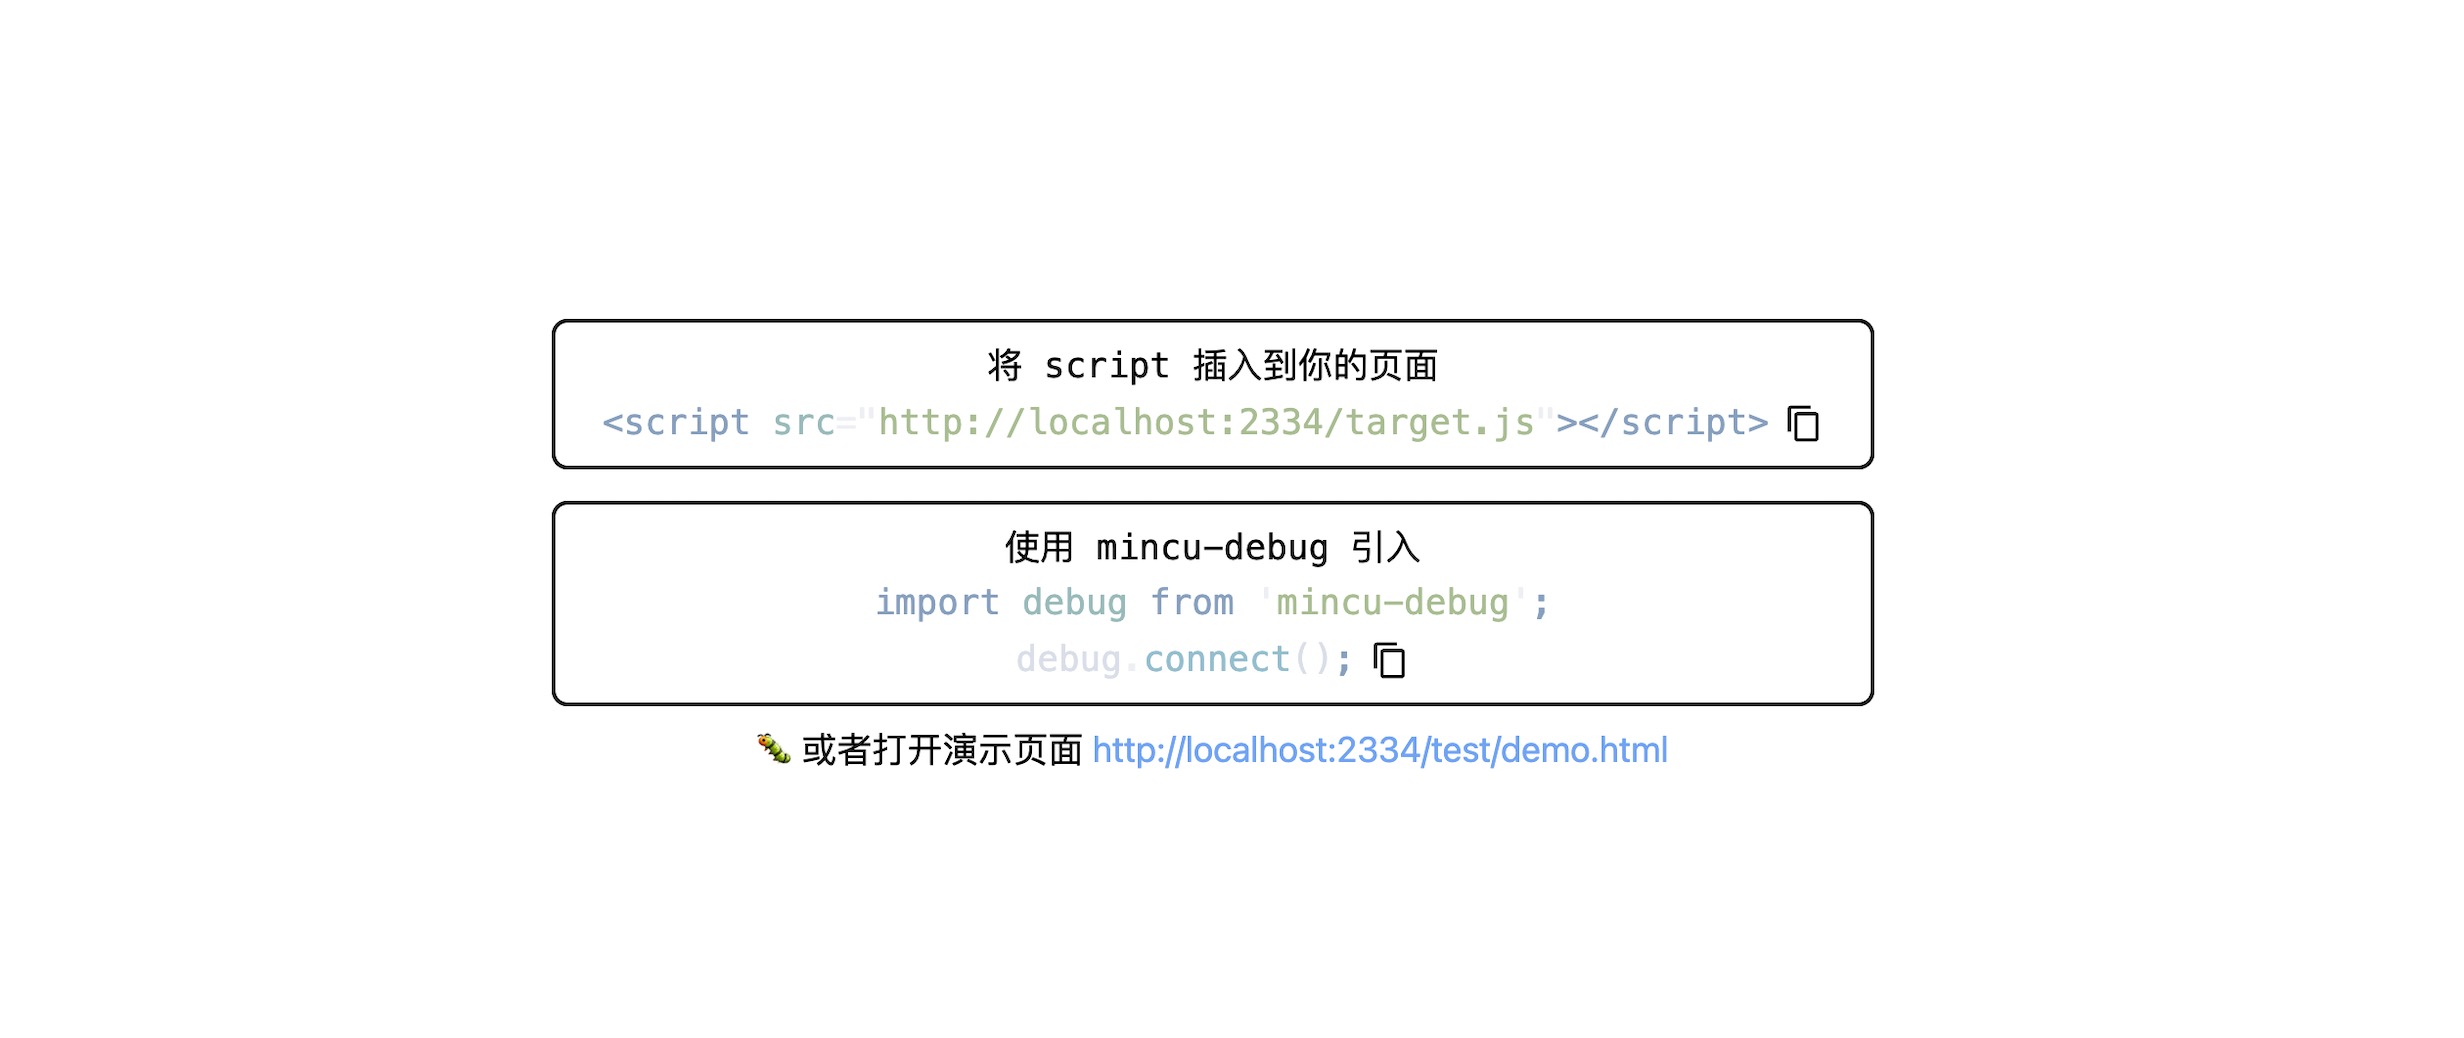 将 script 插入到你的页面
<script src="http://localhost:2334/target.js"></script>
使用 mincu-debug 引入
import debug from 'mincu-debug';
debug.connect();
🐛 或者打开演示页面 http://localhost:2334/test/demo.html